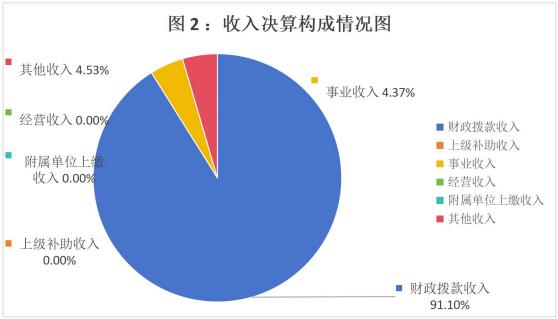 图 2：收入决算构成情况图
其他收入 4.53%
事业收入 4.37%
经营收入 0.00%
附属单位上缴
收入 0.00%
上级补助收入
0.00%
财政拨款收入
91.10%
财政拨款收入
上级补助收入
事业收入
经营收入
附属单位上缴收入
其他收入